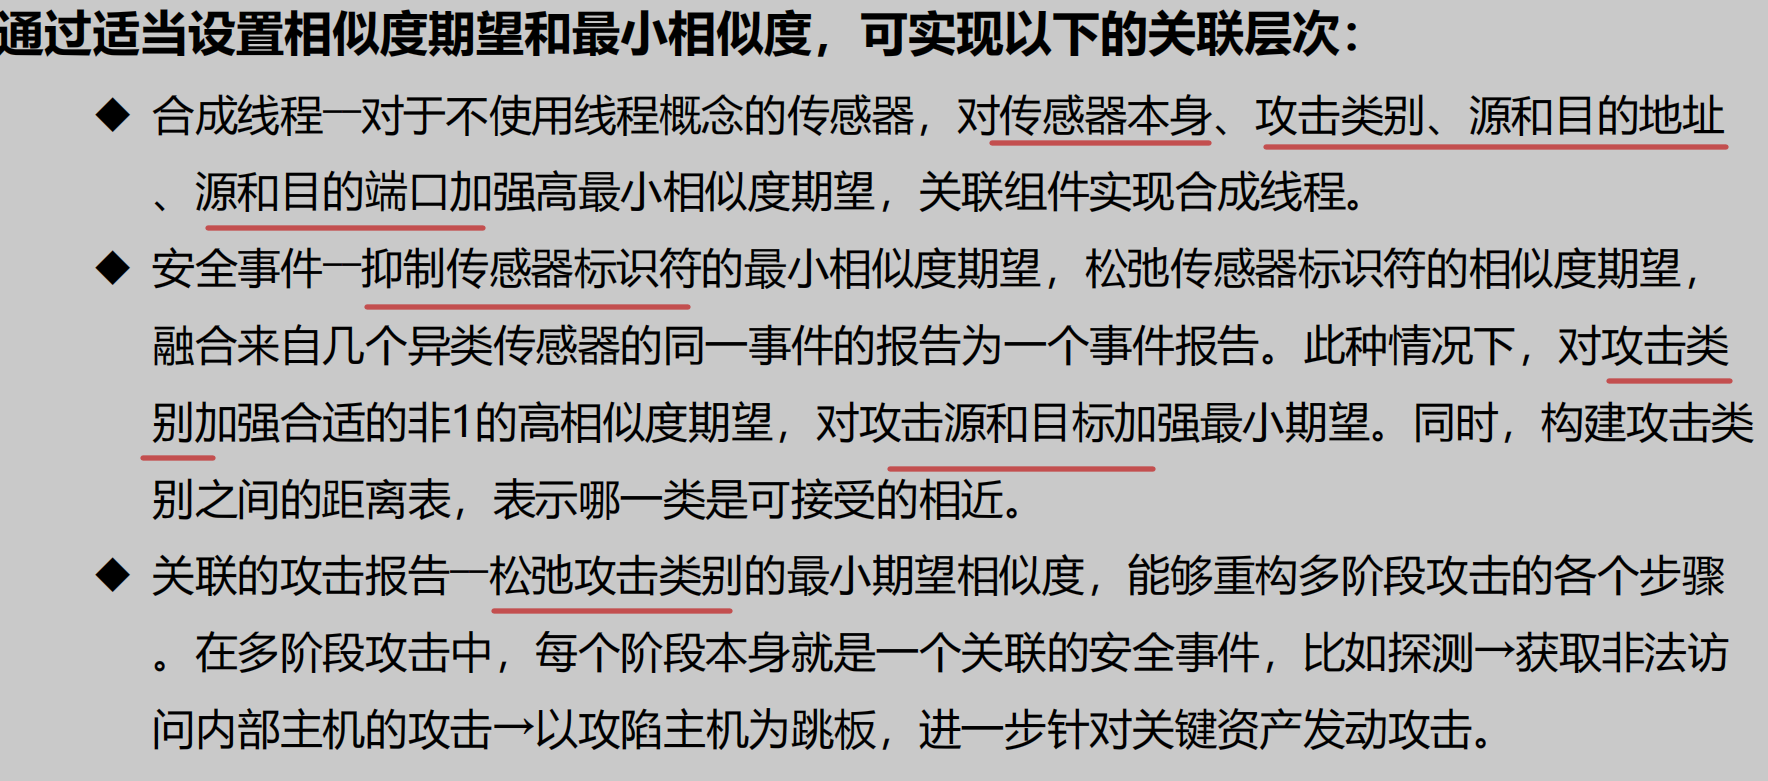 通过适当设置相似度期望和最小相似度，可实现以下的关联层次：
◆ 合成线程—对于不使用线程概念的传感器，对传感器本身、攻击类别、源和目的地址
、源和目的端口加强高最小相似度期望，关联组件实现合成线程。
◆ 安全事件—抑制传感器标识符的最小相似度期望，松弛传感器标识符的相似度期望，
融合来自几个异类传感器的同一事件的报告为一个事件报告。此种情况下，对攻击类
别加强合适的非1的高相似度期望，对攻击源和目标加强最小期望。同时，构建攻击类
别之间的距离表，表示哪一类是可接受的相近。
◆ 关联的攻击报告—松弛攻击类别的最小期望相似度，能够重构多阶段攻击的各个步骤
。在多阶段攻击中，每个阶段本身就是一个关联的安全事件，比如探测→获取非法访
问内部主机的攻击→以攻陷主机为跳板，进一步针对关键资产发动攻击。